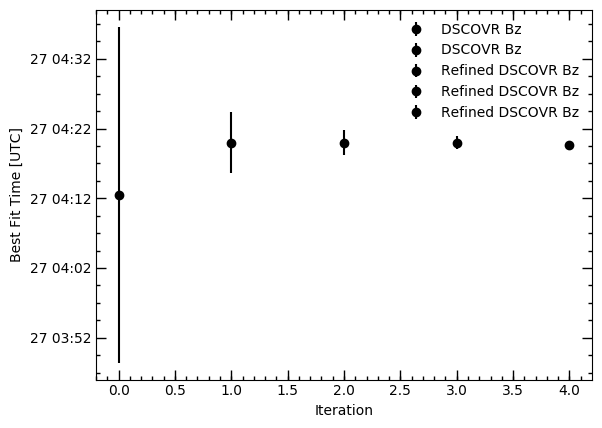 DSCOVR Bz
DSCOVR Bz
Refined DSCOVR Bz
Refined DSCOVR Bz
Refined DSCOVR Bz
27 04:32
27 04:22
27 04:12
27 04:02
27 03:52
Best Fit Time [UTC]
0.0 0.5 1.0 1.5 2.0 2.5 3.0 3.5 4.0
Iteration